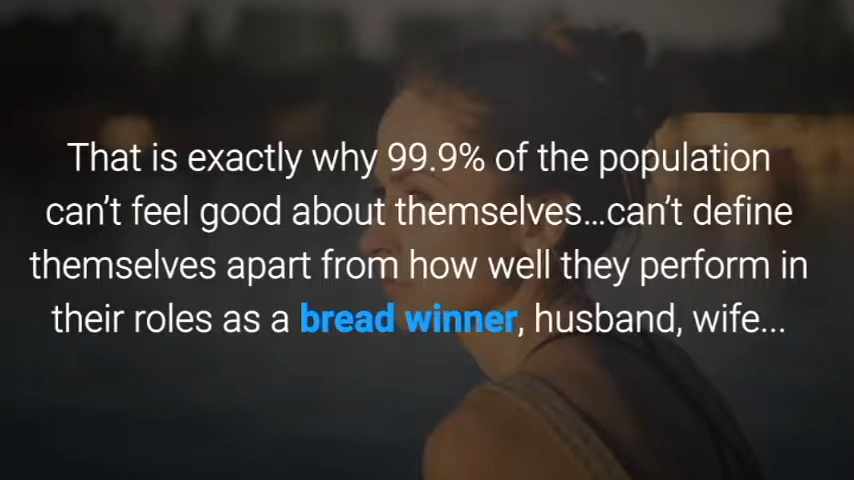 That is exactly why 99.9% of the population
can't feel good about themselves...can't define
themselves apart from how well they perform in
their roles as a bread winner, husband, wife...